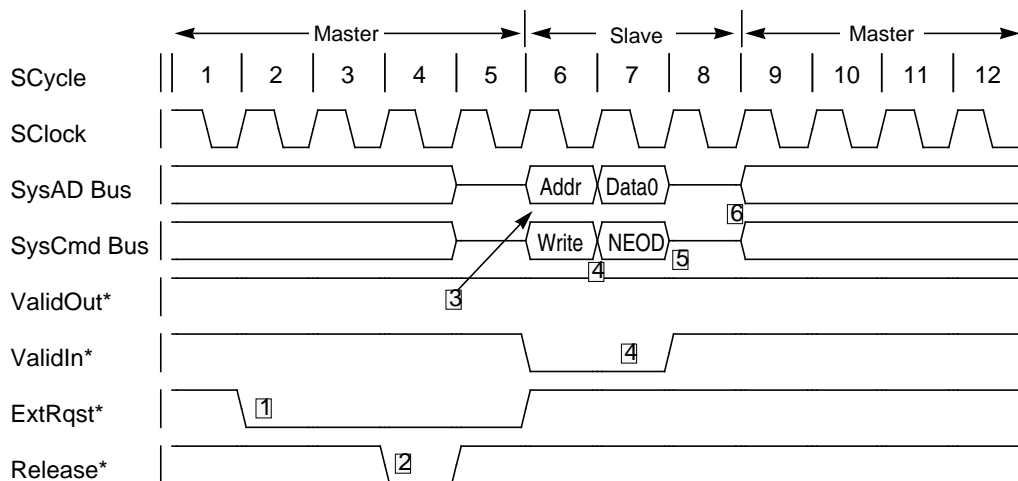 Master Slave Master
SCycle 1 2 3 4 5 6 7 8 9 10 11 12
SClock
SysAD Bus Addr Data0
6
SysCmd Bus Write NEOD
4 5
ValidOut* 3
ValidIn* 4
ExtRqst* 1
Release* 2